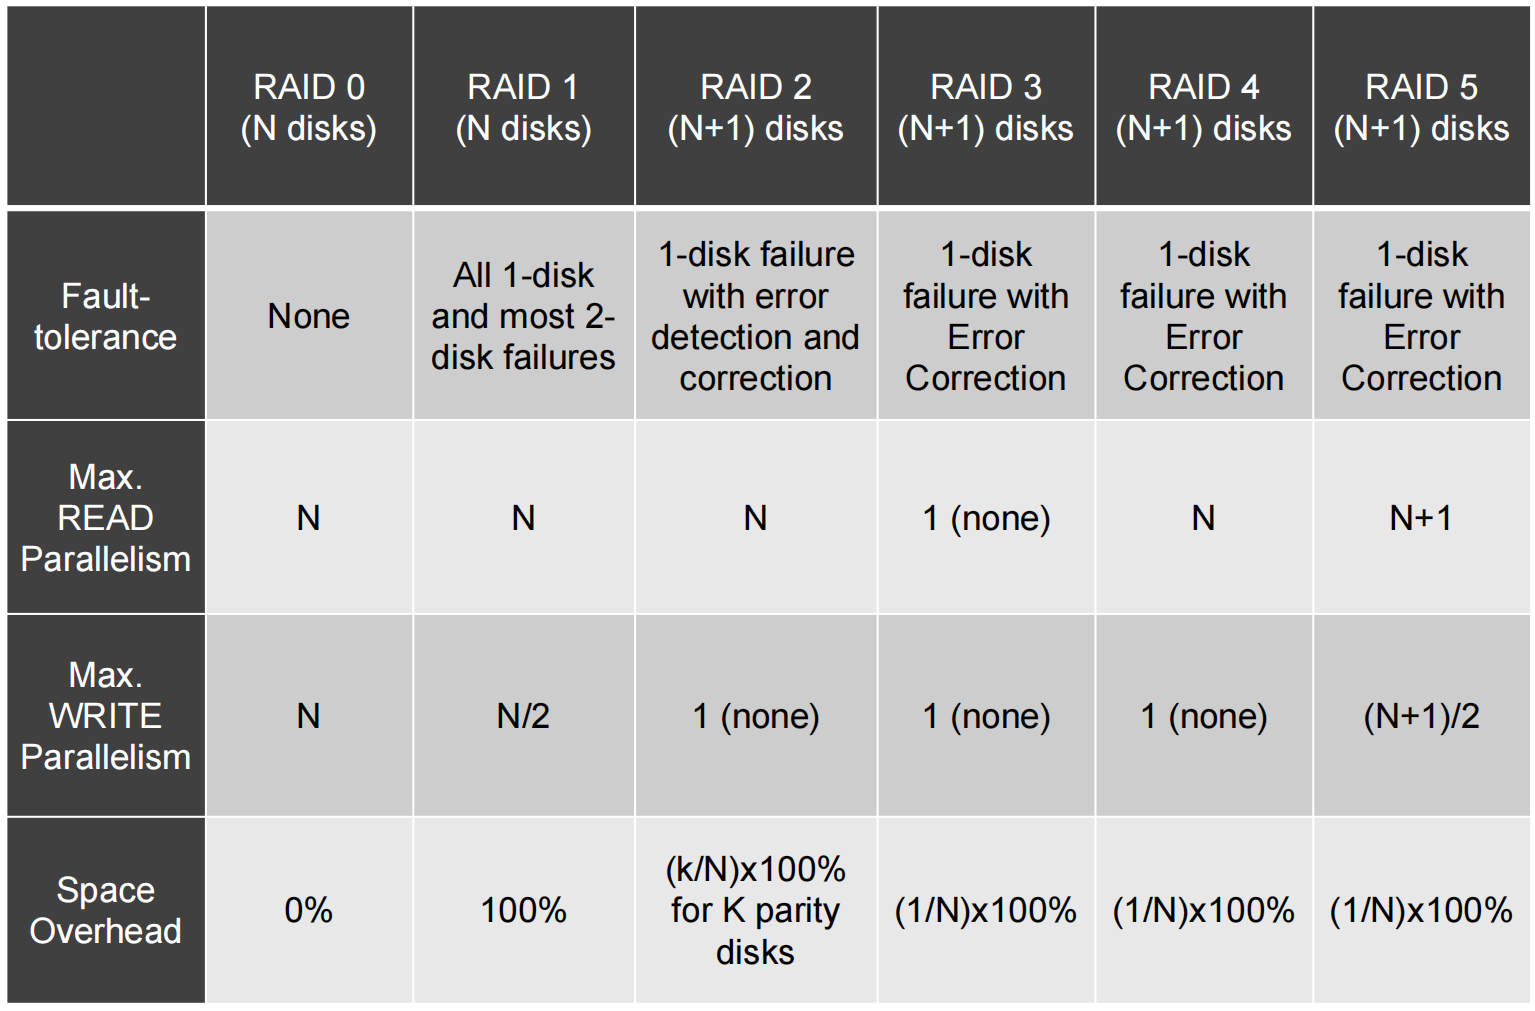 RAID 0
(N disks)
RAID 1
(N disks)
RAID 2
(N+1) disks
RAID 3
(N+1) disks
RAID 4
(N+1) disks
RAID 5
(N+1) disks
Fault-
tolerance
None
All 1-disk
and most 2-
disk failures
1-disk failure
with error
detection and
correction
1-disk
failure with
Error
Correction
1-disk
failure with
Error
Correction
1-disk
failure with
Error
Correction
Max.
READ
Parallelism
N
N
N
1 (none)
N
N+1
Max.
WRITE
Parallelism
N
N/2
1 (none)
1 (none)
1 (none)
(N+1)/2
Space
Overhead
0%
100%
(k/N)x100%
for K parity
disks
(1/N)x100%
(1/N)x100%
(1/N)x100%